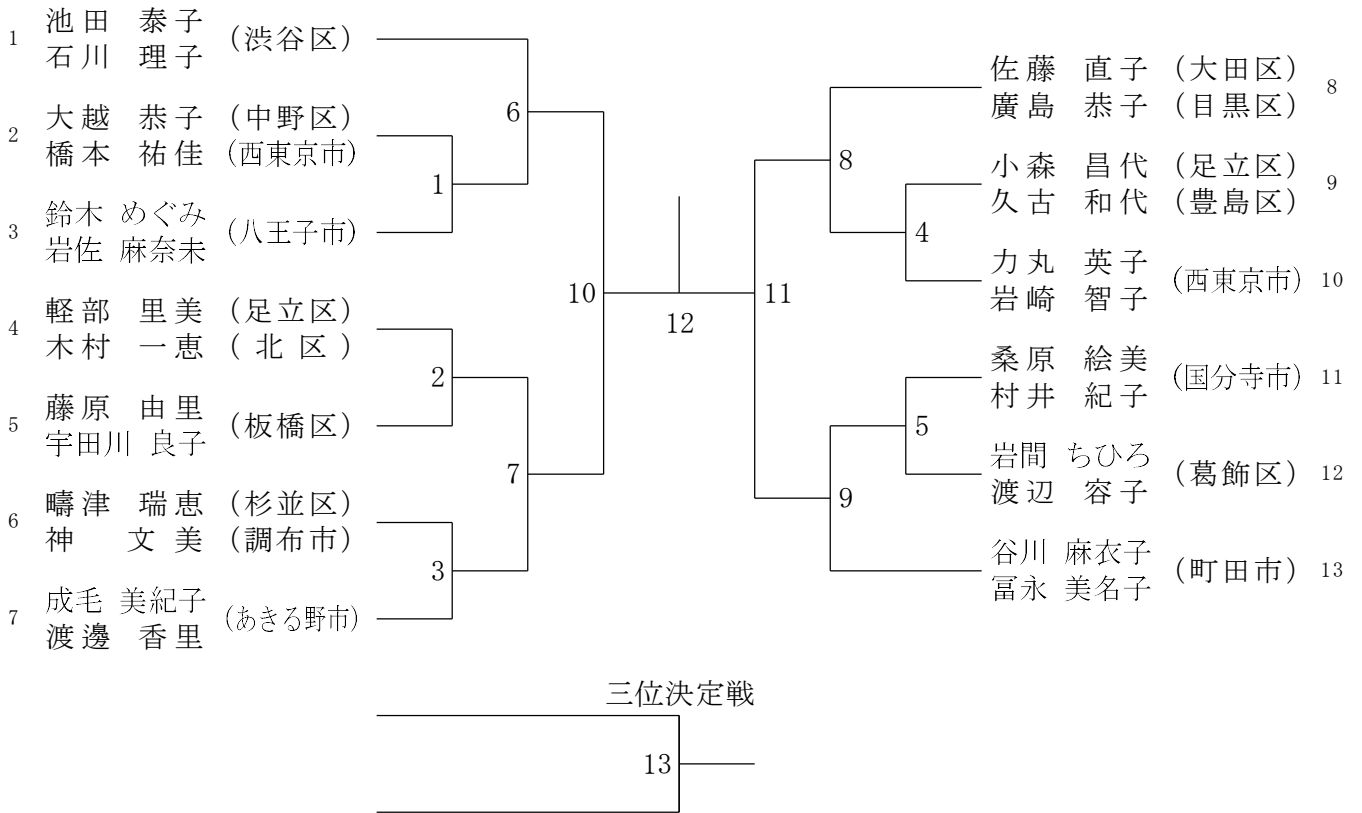 1 池田 泰子 (渋谷区)
石川 理子
2 大越 恭子 (中野区)
橋本 祐佳 (西東京市)
3 鈴木 めぐみ (八王子市)
岩佐 麻奈未
4 軽部 里美 (足立区)
木村 一恵 (北区)
5 藤原 由里 (板橋区)
宇田川 良子
6 疇津 瑞恵 (杉並区)
神 文美 (調布市)
7 成毛 美紀子 (あきる野市)
渡邊 香里
6
1
2
7
3
10
12
11
8
4
5
9
佐藤 直子 (大田区) 8
廣島 恭子 (目黒区)
小森 昌代 (足立区) 9
久古 和代 (豊島区)
力丸 英子 (西東京市) 10
岩崎 智子
桑原 絵美 (国分寺市) 11
村井 紀子
岩間 ちひろ (葛飾区) 12
渡辺 容子
谷川 麻衣子 (町田市) 13
冨永 美名子
三位決定戦
13